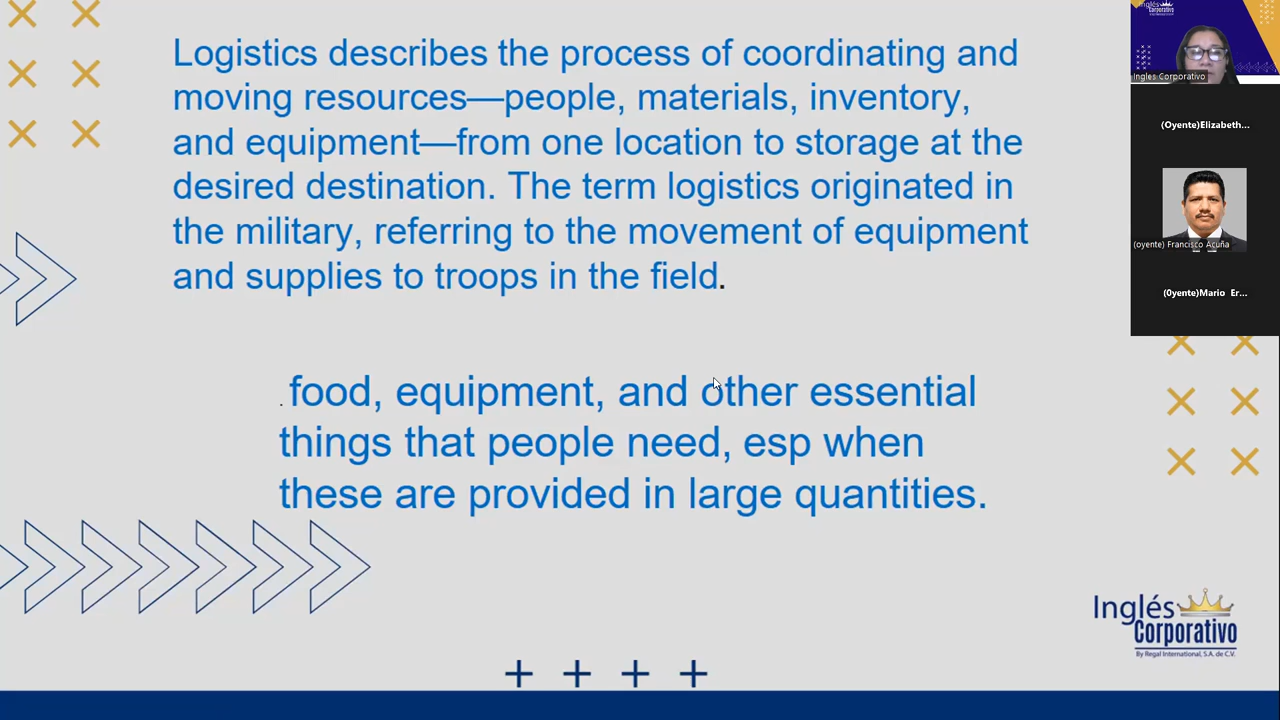 Logistics describes the process of coordinating and
moving resources—people, materials, inventory,
and equipment—from one location to storage at the
desired destination. The term logistics originated in
the military, referring to the movement of equipment
and supplies to troops in the field.
. food, equipment, and other essential
things that people need, esp when
these are provided in large quantities.
Inglés
Corporativo
By Regal International, S.A. de C.V.
Ingles Corporativo
(Oyente)Elizabeth...
(oyente) Francisco Acuña
(0yente)Mario Er...